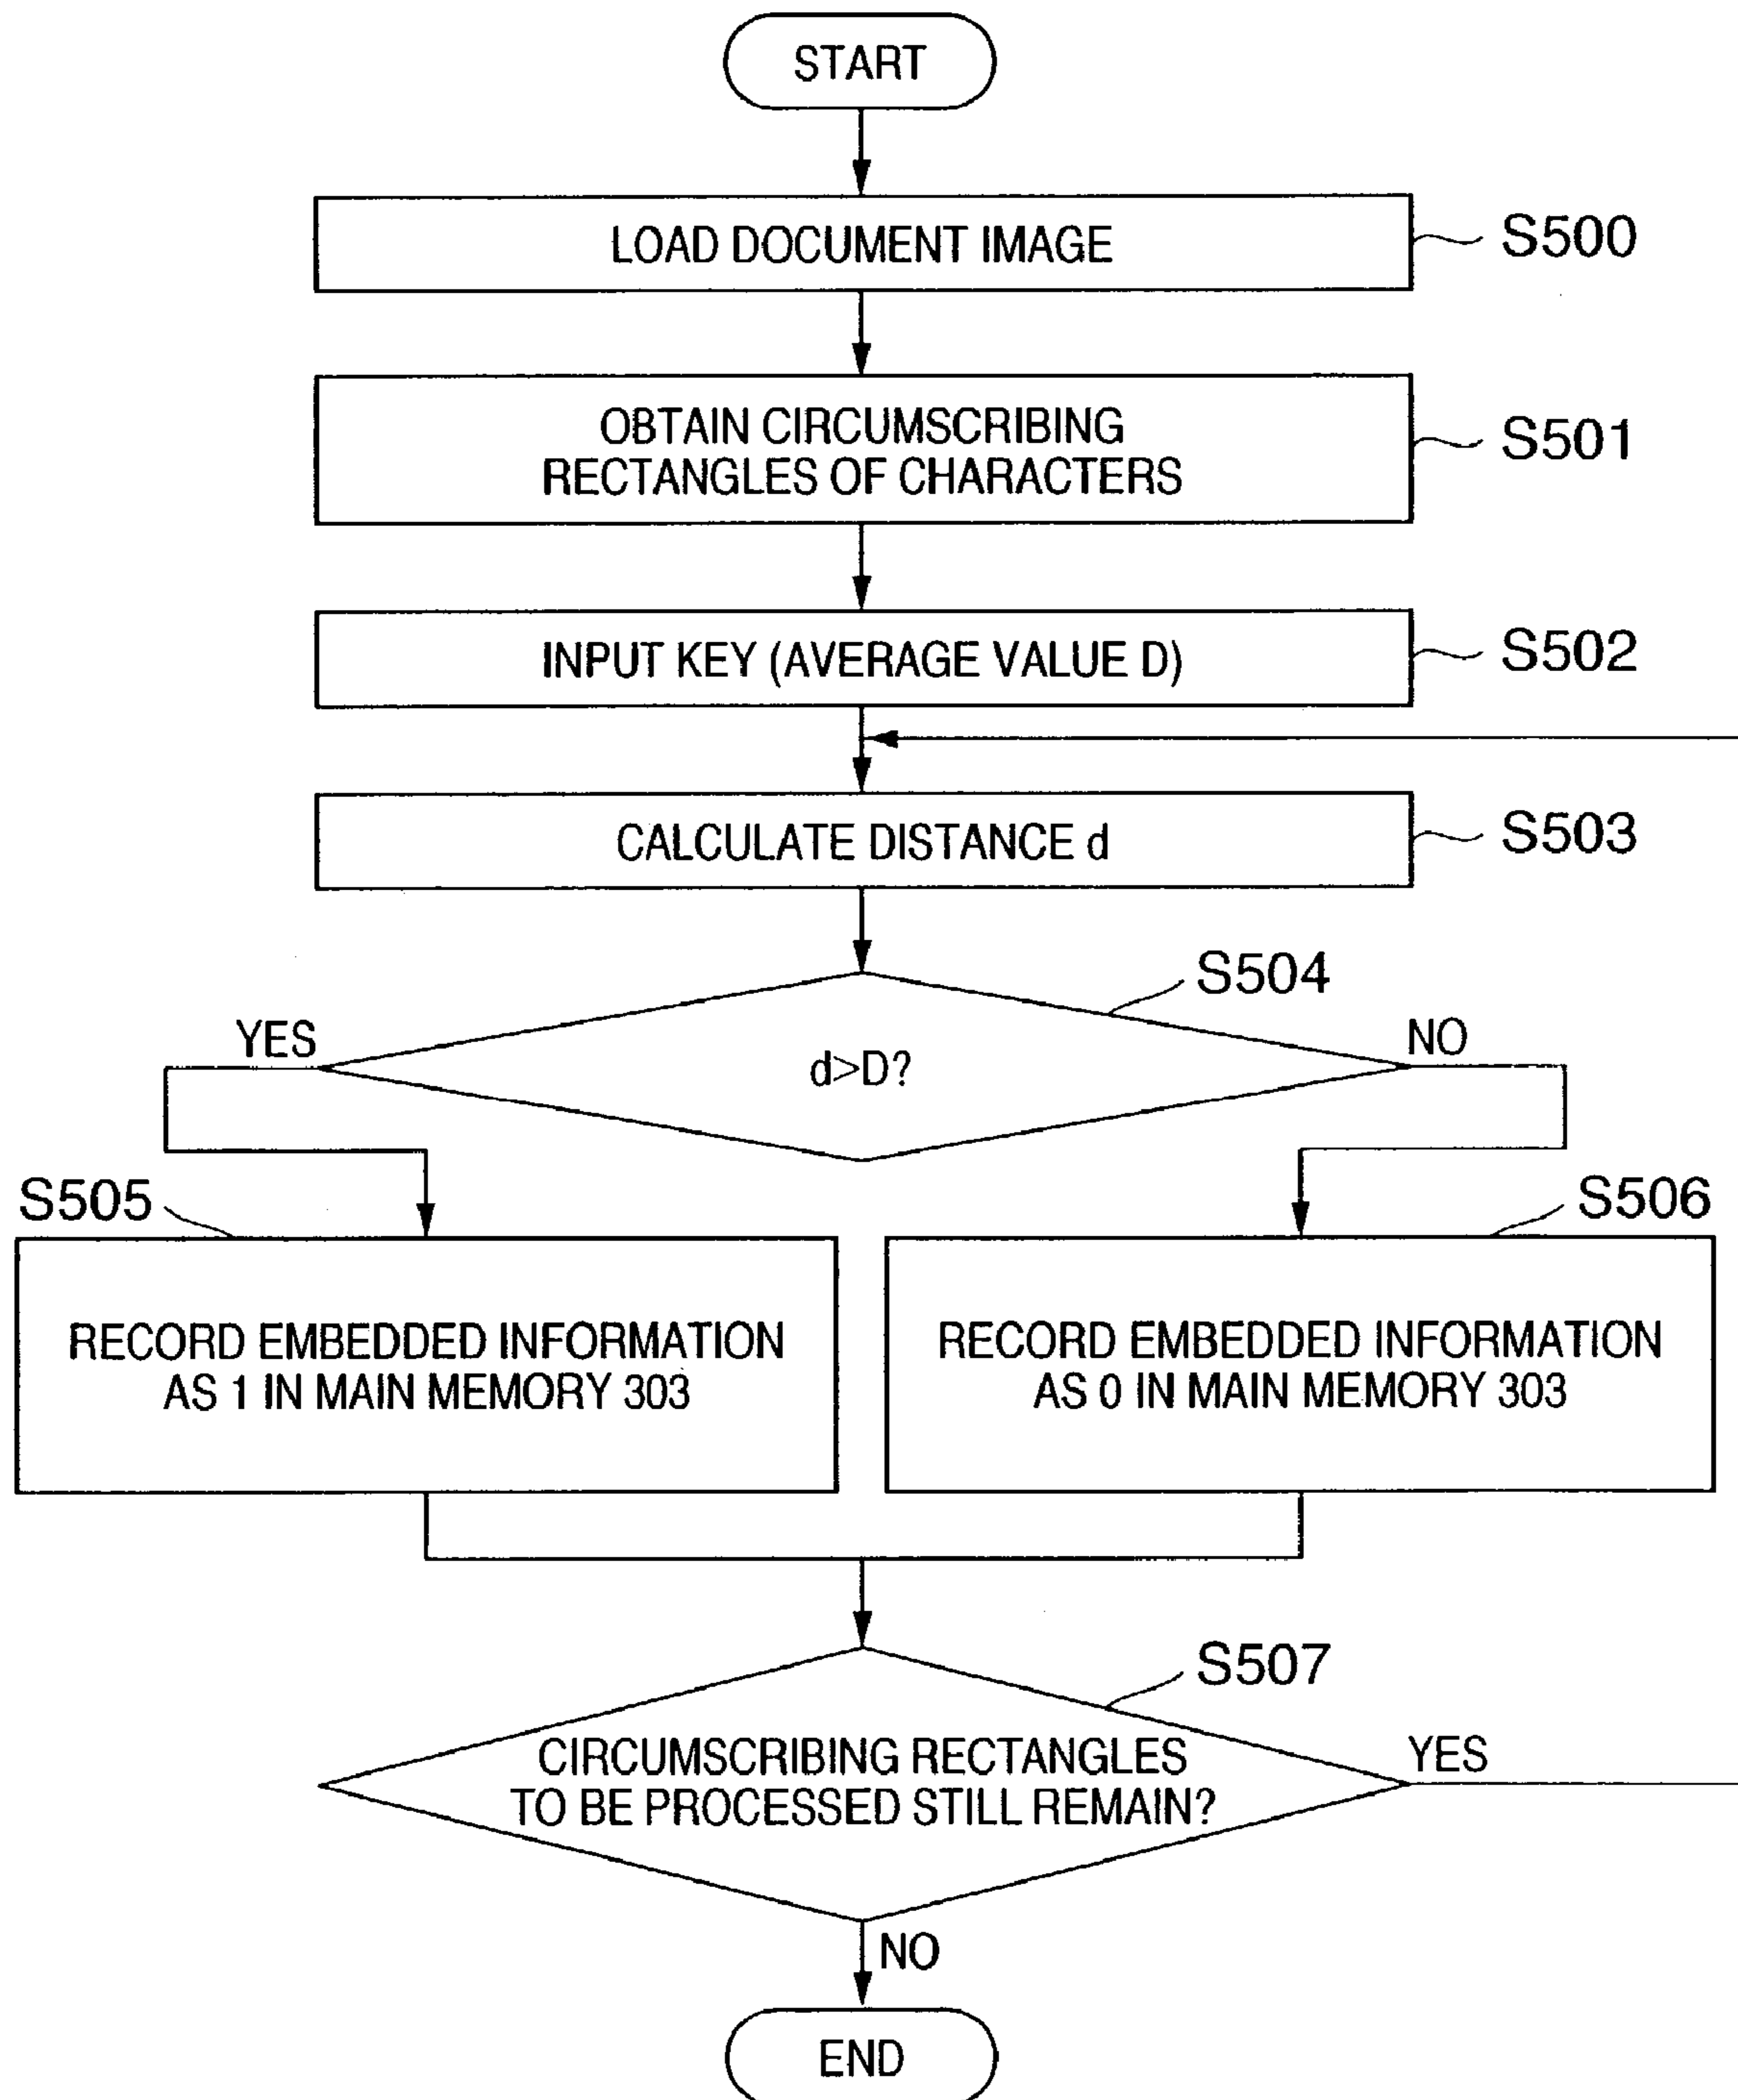 START
LOAD DOCUMENT IMAGE
S500
OBTAIN CIRCUMSCRIBING
RECTANGLES OF CHARACTERS
S501
INPUT KEY (AVERAGE VALUE D)
S502
CALCULATE DISTANCE d
S503
S504
YES
d>D?
NO
S505
S506
RECORD EMBEDDED INFORMATION
AS 1 IN MAIN MEMORY 303
RECORD EMBEDDED INFORMATION
AS 0 IN MAIN MEMORY 303
S507
CIRCUMSCRIBING RECTANGLES
TO BE PROCESSED STILL REMAIN?
YES
NO
END